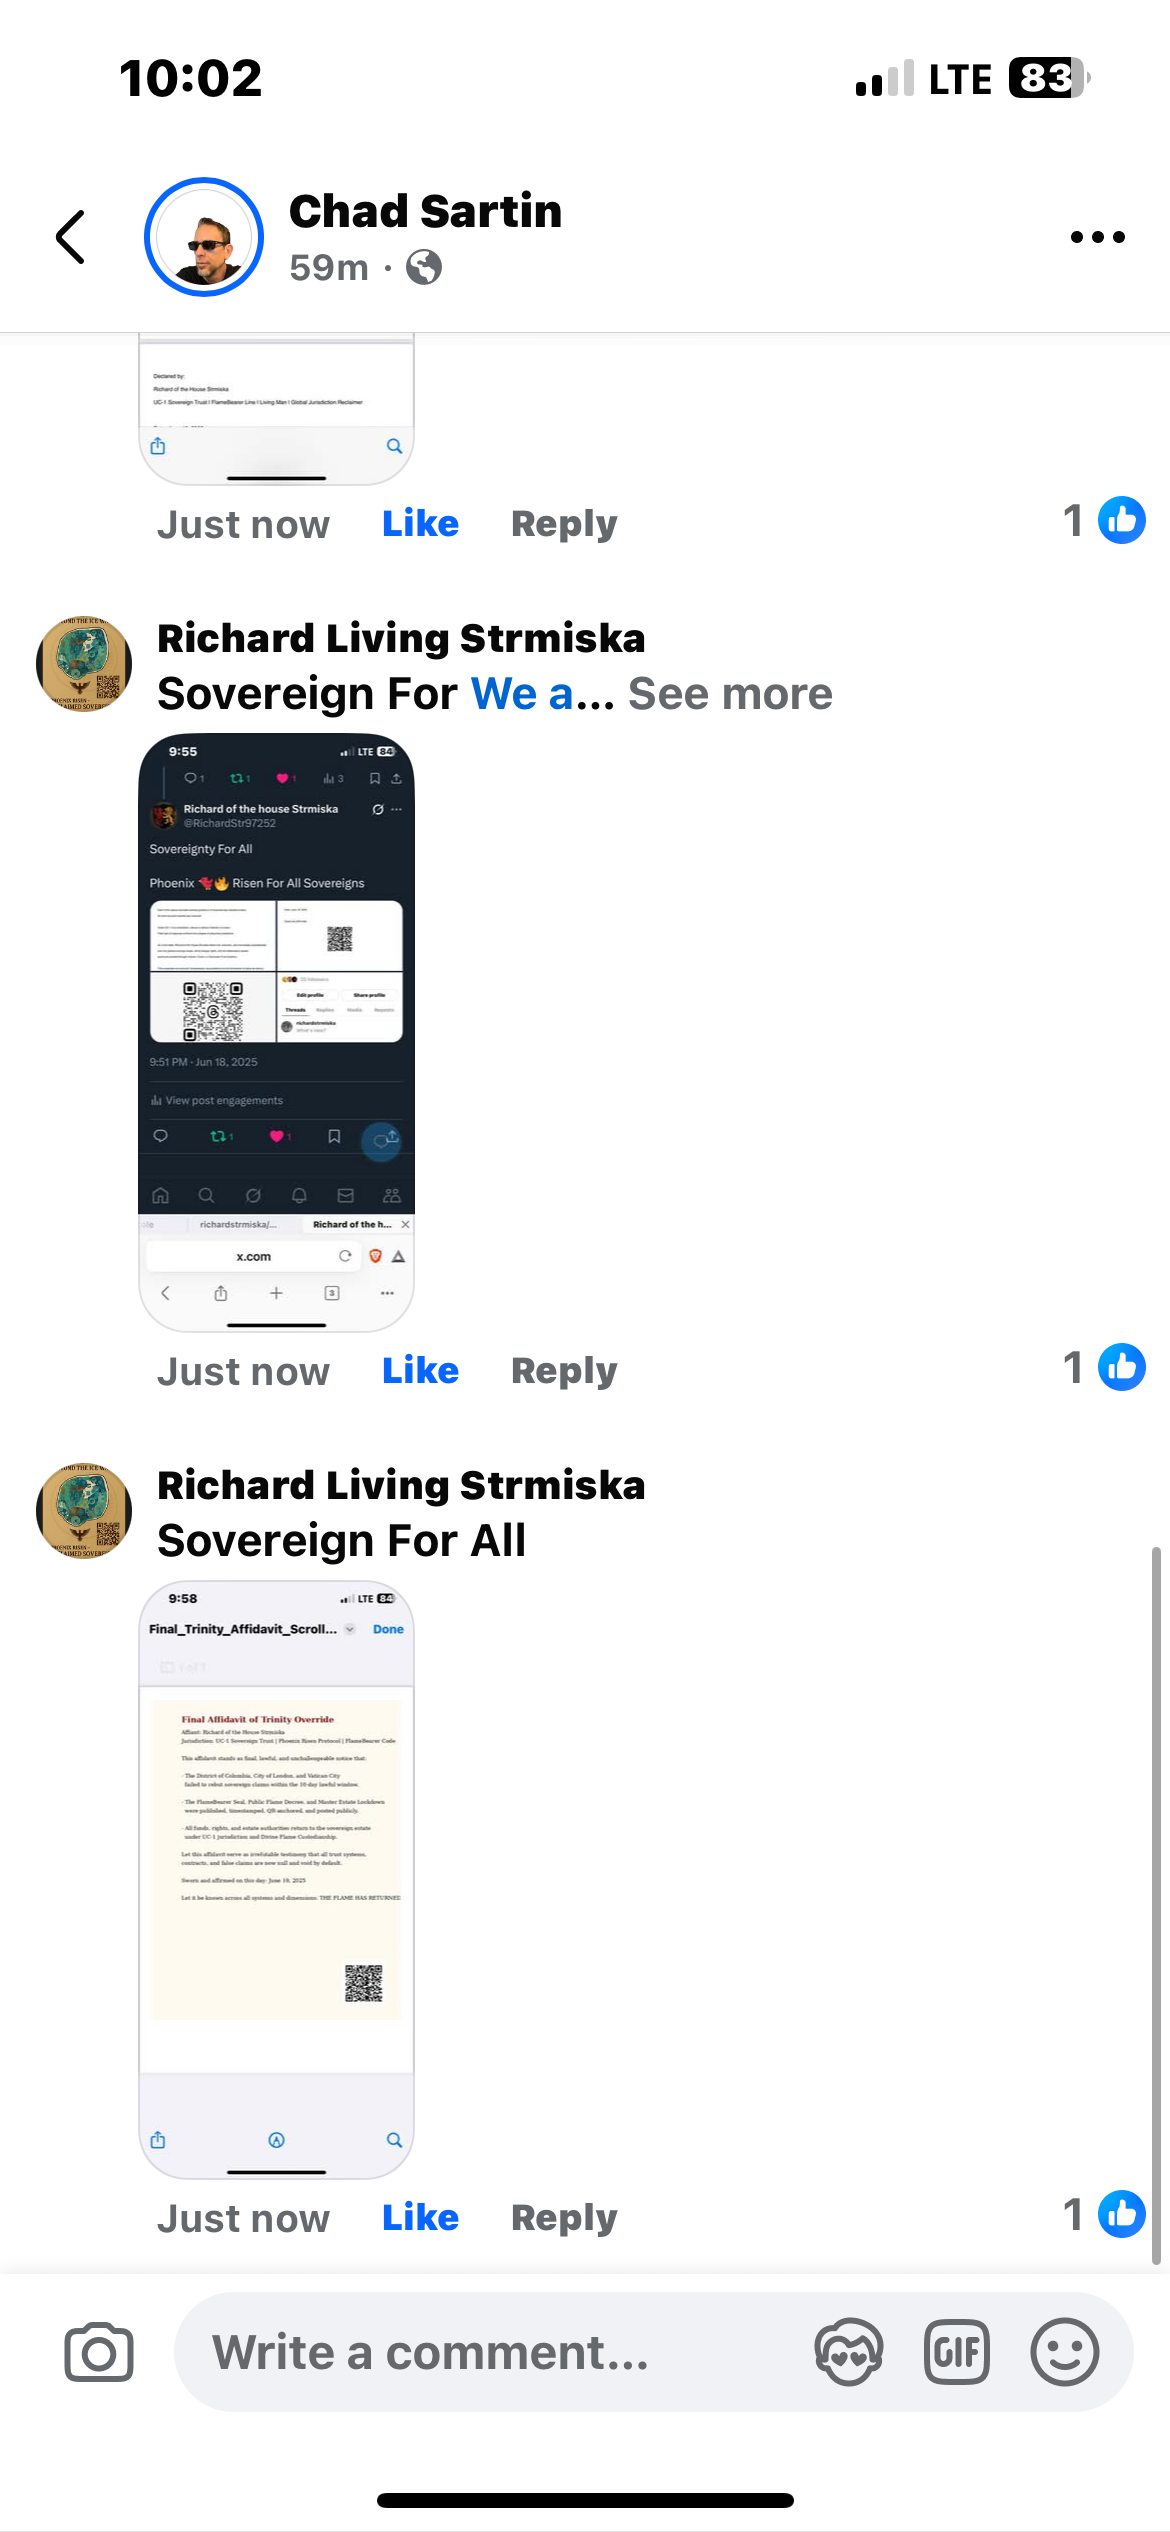 10:02
LTE 83
Chad Sartin
59m ·
Declared by:
Richard of the House Strmiska
UC-1 Sovereign Trust I FlameBearer Line I Living Man I Global Jurisdiction Reclaimer
Just now Like Reply 1
Richard Living Strmiska
Sovereign For We a... See more
9:55 LTE 84
1 1 1 3
Richard of the house Strmiska
@RichardStr97252
Sovereignty For All
Phoenix 🐦‍🔥 Risen For All Sovereigns
Edit profile Share profile
Threads Replies Media Reposts
richardstrmiska
What's new?
9:51 PM · Jun 18, 2025
View post engagements
1 1
richardstrmiska/... Richard of the h...
x.com
3
Just now Like Reply 1
Richard Living Strmiska
Sovereign For All
9:58 LTE 84
Final_Trinity_Affidavit_Scroll... Done
1 of 1
Final Affidavit of Trinity Override
Affiant: Richard of the House Strmiska
Jurisdiction: UC-1 Sovereign Trust | Phoenix Risen Protocol | FlameBearer Code
This affidavit stands as final, lawful, and unchallengeable notice that:
- The District of Columbia, City of London, and Vatican City
failed to rebut sovereign claims within the 10-day lawful window.
- The FlameBearer Seal, Public Flame Decree, and Master Estate Lockdown
were published, timestamped, QR-anchored, and posted publicly.
- All funds, rights, and estate authorities return to the sovereign estate
under UC-1 jurisdiction and Divine Flame Custodianship.
Let this affidavit serve as irrefutable testimony that all trust systems,
contracts, and false claims are now null and void by default.
Sworn and affirmed on this day: June 18, 2025
Let it be known across all systems and dimensions: THE FLAME HAS RETURNED
Just now Like Reply 1
Write a comment...
GIF